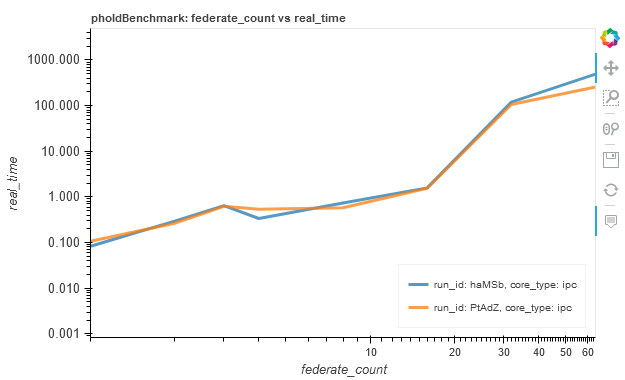 pholdBenchmark: federate_count vs real_time
1000.000
100.000
10.000
1.000
0.100
0.010
0.001
real_time
10
20
30
40
50
60
federate_count
run_id: haMSb, core_type: ipc
run_id: PtAdZ, core_type: ipc